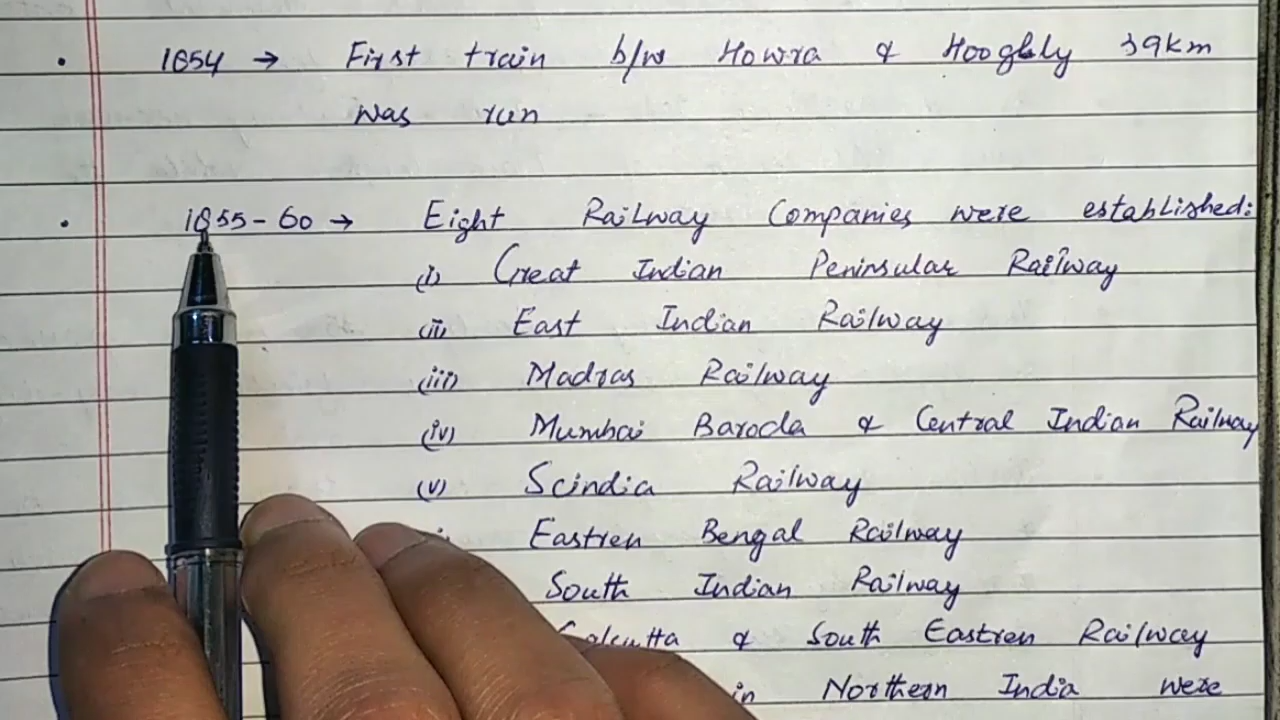 • 1854 → First train b/w Howra & Hooghly 39km
was run
• 1855-60 → Eight Railway Companies were established:
(i) Great Indian Peninsular Railway
(ii) East Indian Railway
(iii) Madras Railway
(iv) Mumbai Baroda & Central Indian Railway
(v) Scindia Railway
Eastren Bengal Railway
South Indian Railway
Calcutta & South Eastren Railway
in Northern India were